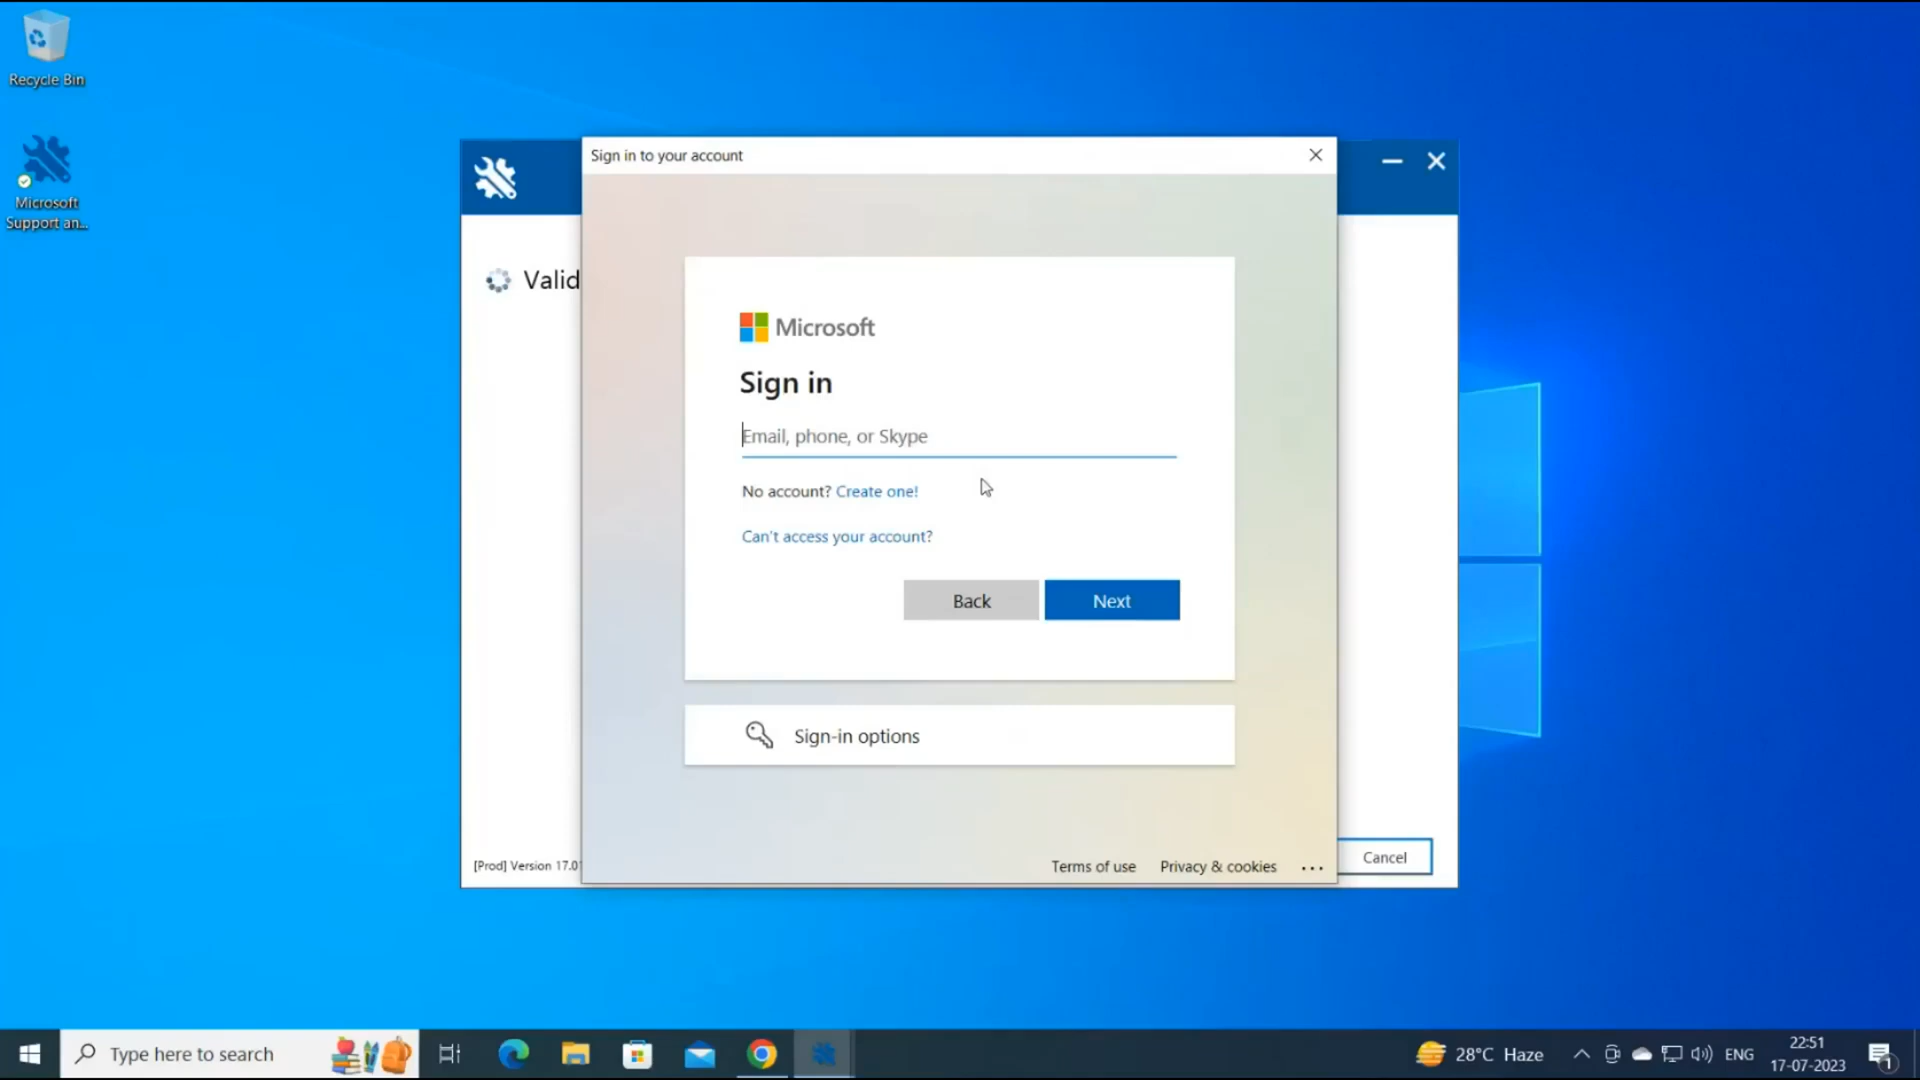 Recycle Bin
Microsoft
Support an...
Sign in to your account
Valid
Microsoft
Sign in
Email, phone, or Skype
No account? Create one!
Can't access your account?
Back
Next
Sign-in options
[Prod] Version 17.01
Terms of use
Privacy & cookies
...
Cancel
Type here to search
28°C Haze
ENG
22:51
17-07-2023
1